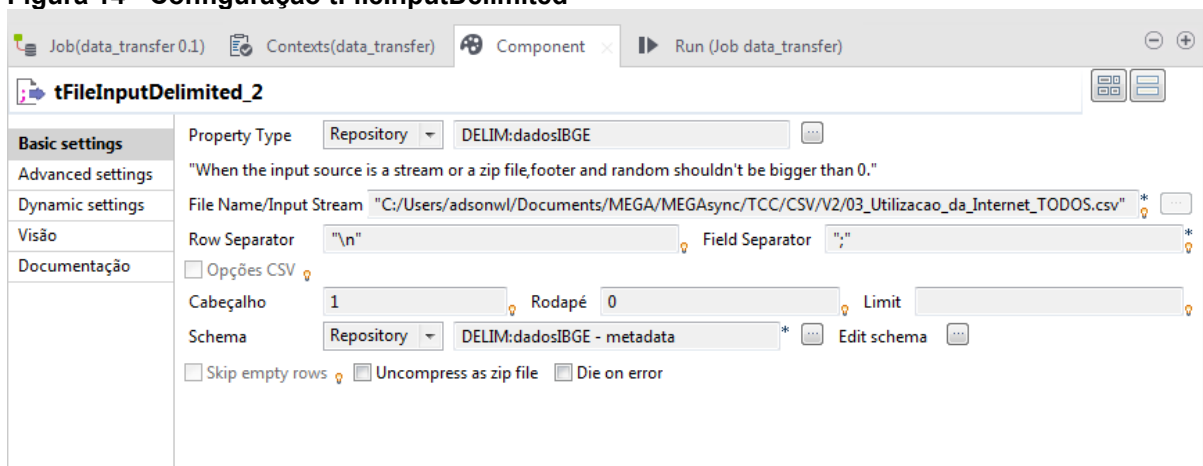 Figura 14 - Configuração tFileInputDelimited
Job(data_transfer 0.1) Contexts(data_transfer) Component Run (Job data_transfer)
tFileInputDelimited_2
Basic settings
Advanced settings
Dynamic settings
Visão
Documentação
Property Type Repository DELIM:dadosIBGE ...
"When the input source is a stream or a zip file,footer and random shouldn't be bigger than 0."
File Name/Input Stream "C:/Users/adsonwl/Documents/MEGA/MEGAsync/TCC/CSV/V2/03_Utilizacao_da_Internet_TODOS.csv" * ...
Row Separator "\n" Field Separator ";" *
Opções CSV
Cabeçalho 1 Rodapé 0 Limit
Schema Repository DELIM:dadosIBGE - metadata * ... Edit schema ...
Skip empty rows Uncompress as zip file Die on error